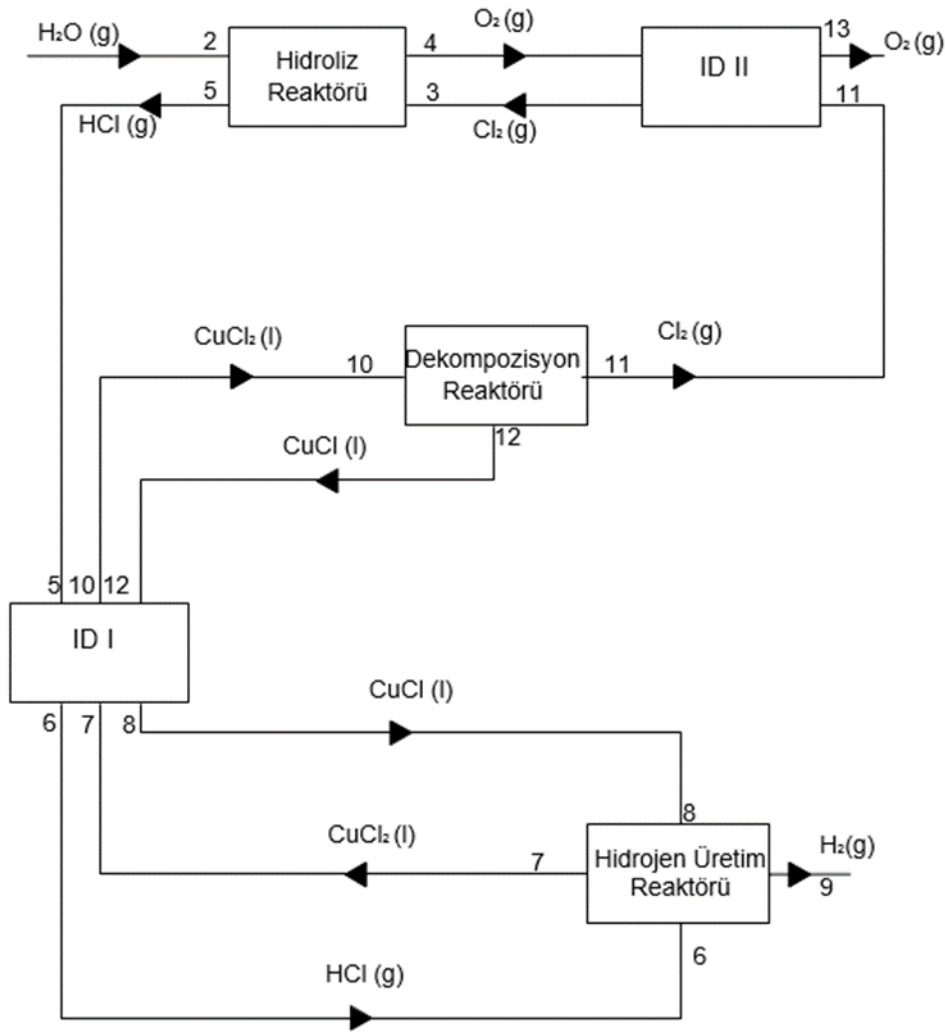 H₂O (g)
2
Hidroliz
Reaktörü
4
O₂ (g)
ID II
13
O₂ (g)
5
HCl (g)
3
Cl₂ (g)
11
CuCl₂ (l)
10
Dekompozisyon
Reaktörü
11
Cl₂ (g)
12
CuCl (l)
5 10 12
ID I
6 7 8
CuCl (l)
8
CuCl₂ (l)
7
Hidrojen Üretim
Reaktörü
H₂(g)
9
6
HCl (g)